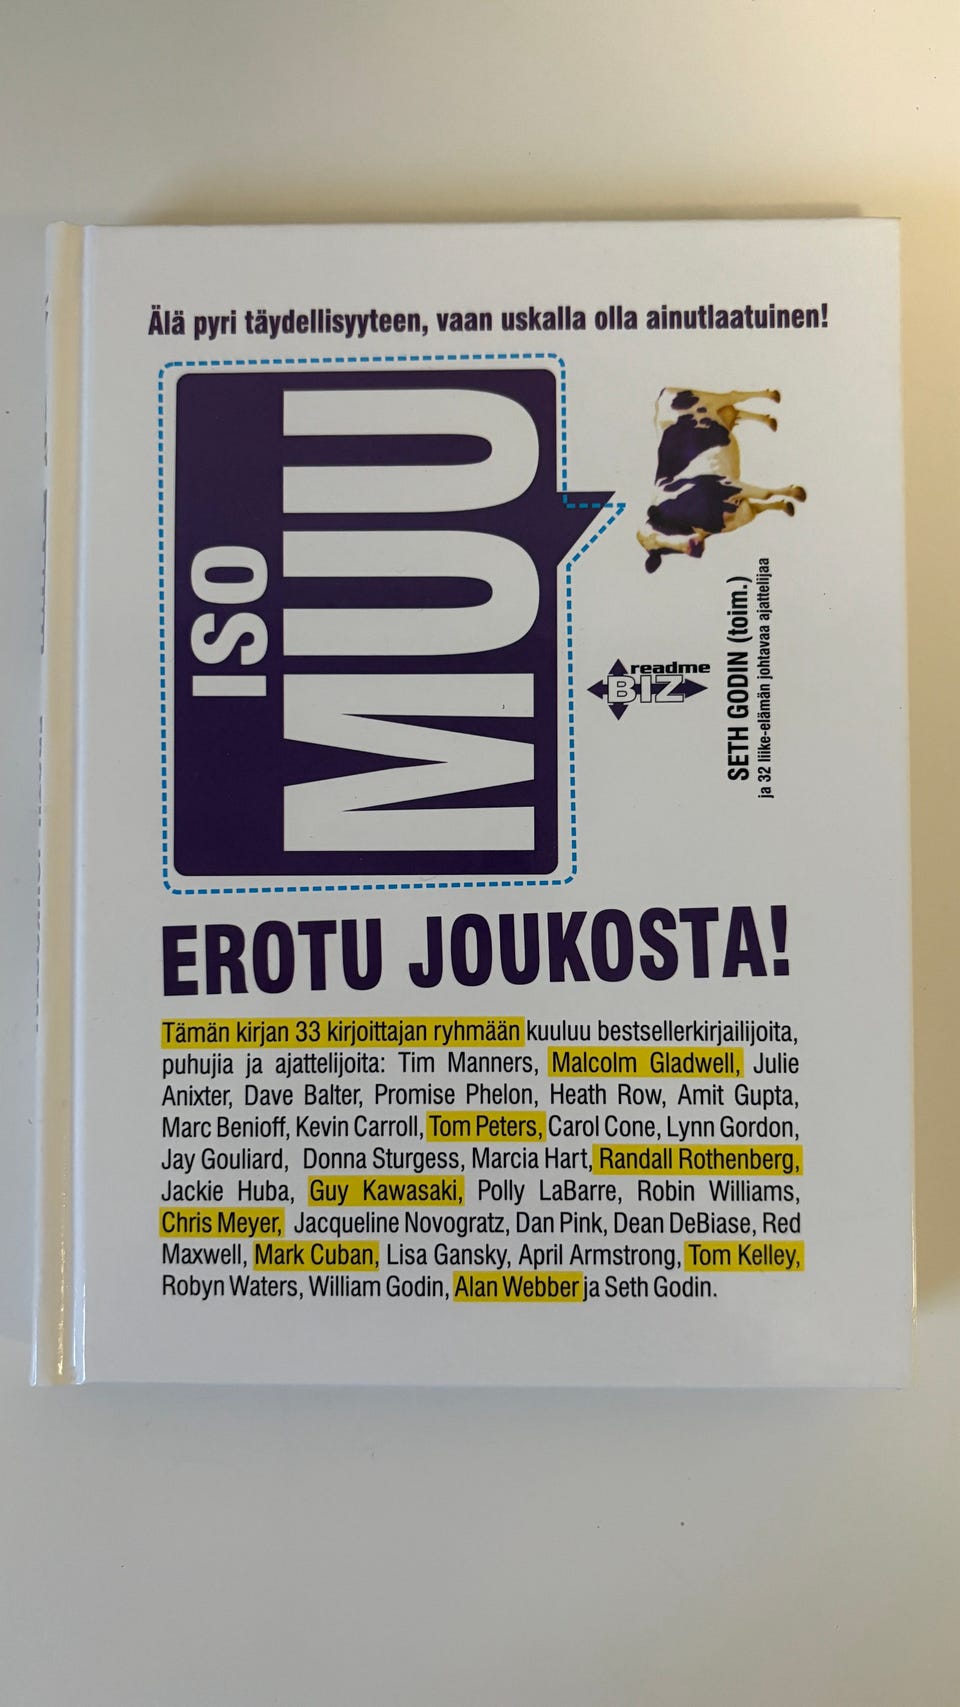 Älä pyri täydellisyyteen, vaan uskalla olla ainutlaatuinen!
ISO
MUU
readme
BIZ
SETH GODIN (toim.)
ja 32 liike-elämän johtavaa ajattelijaa
EROTU JOUKOSTA!
Tämän kirjan 33 kirjoittajan ryhmään kuuluu bestsellerkirjailijoita,
puhujia ja ajattelijoita: Tim Manners, Malcolm Gladwell, Julie
Anixter, Dave Balter, Promise Phelon, Heath Row, Amit Gupta,
Marc Benioff, Kevin Carroll, Tom Peters, Carol Cone, Lynn Gordon,
Jay Gouliard, Donna Sturgess, Marcia Hart, Randall Rothenberg,
Jackie Huba, Guy Kawasaki, Polly LaBarre, Robin Williams,
Chris Meyer, Jacqueline Novogratz, Dan Pink, Dean DeBiase, Red
Maxwell, Mark Cuban, Lisa Gansky, April Armstrong, Tom Kelley,
Robyn Waters, William Godin, Alan Webber ja Seth Godin.